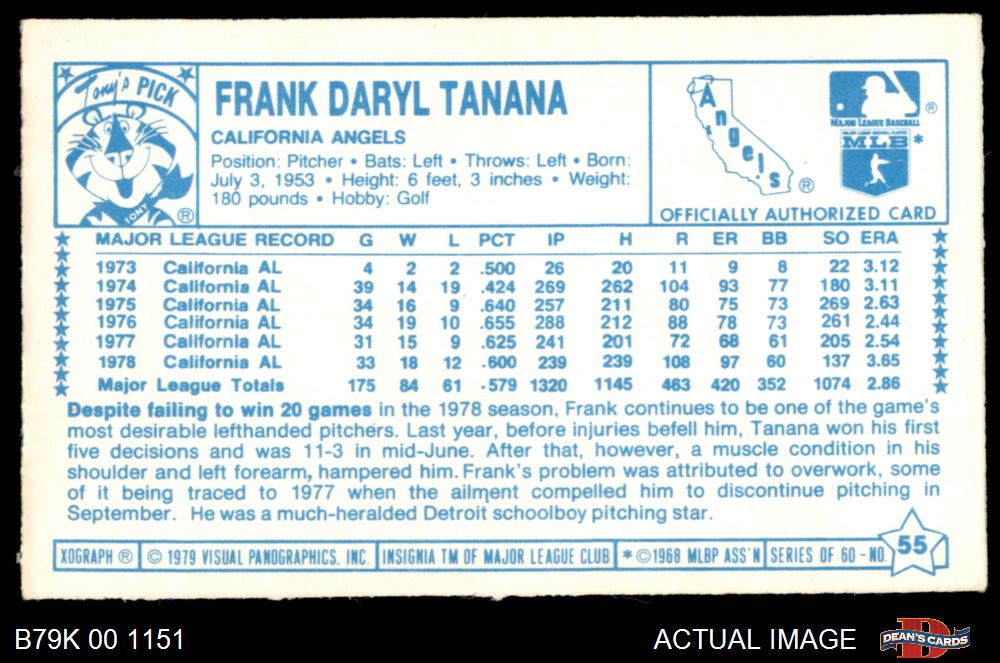 Tony's PICK
TONY
®
FRANK DARYL TANANA
CALIFORNIA ANGELS
Position: Pitcher • Bats: Left • Throws: Left • Born:
July 3, 1953 • Height: 6 feet, 3 inches • Weight:
180 pounds • Hobby: Golf
Angels ®
MAJOR LEAGUE BASEBALL ®
MAJOR LEAGUE BASEBALL PLAYERS
MLB *
OFFICIALLY AUTHORIZED CARD
MAJOR LEAGUE RECORD G W L PCT IP H R ER BB SO ERA
1973 California AL 4 2 2 .500 26 20 11 9 8 22 3.12
1974 California AL 39 14 19 .424 269 262 104 93 77 180 3.11
1975 California AL 34 16 9 .640 257 211 80 75 73 269 2.63
1976 California AL 34 19 10 .655 288 212 88 78 73 261 2.44
1977 California AL 31 15 9 .625 241 201 72 68 61 205 2.54
1978 California AL 33 18 12 .600 239 239 108 97 60 137 3.65
Major League Totals 175 84 61 .579 1320 1145 463 420 352 1074 2.86
Despite failing to win 20 games in the 1978 season, Frank continues to be one of the game's
most desirable lefthanded pitchers. Last year, before injuries befell him, Tanana won his first
five decisions and was 11-3 in mid-June. After that, however, a muscle condition in his
shoulder and left forearm, hampered him. Frank's problem was attributed to overwork, some
of it being traced to 1977 when the ailment compelled him to discontinue pitching in
September. He was a much-heralded Detroit schoolboy pitching star.
XOGRAPH ® © 1979 VISUAL PANOGRAPHICS, INC. INSIGNIA TM OF MAJOR LEAGUE CLUB * © 1968 MLBP ASS'N SERIES OF 60 - NO. 55
B79K 00 1151
ACTUAL IMAGE
D
DEAN'S CARDS